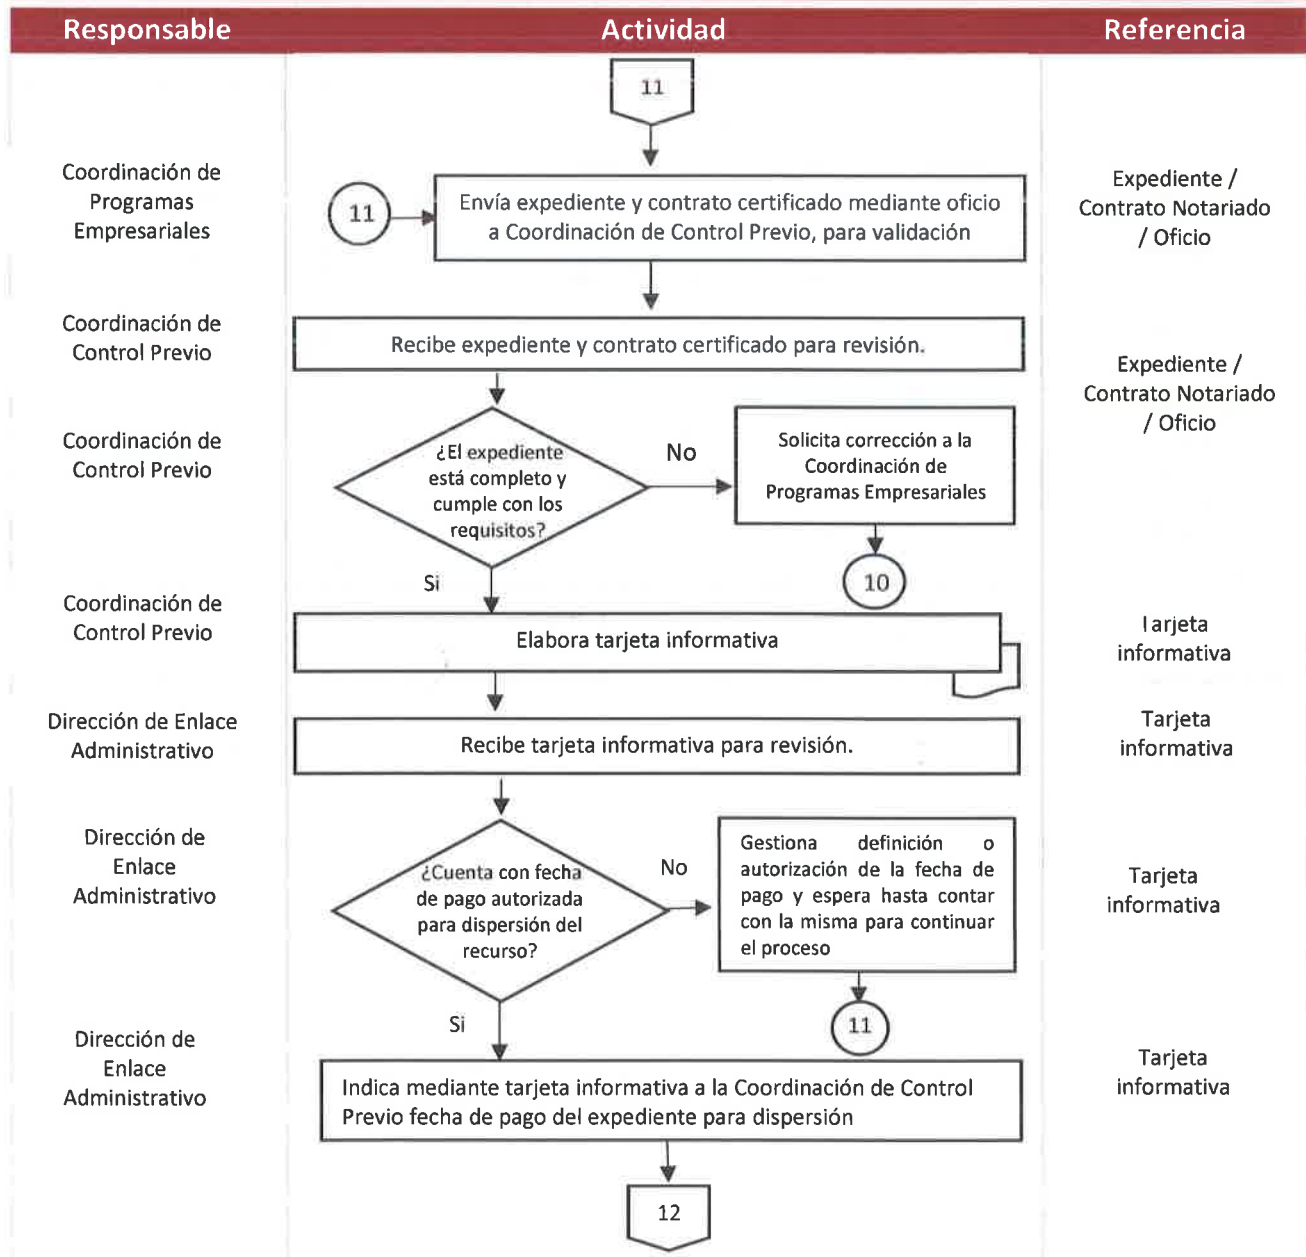 Responsable
Actividad
Referencia
11
Coordinación de
Programas
Empresariales
11
Envía expediente y contrato certificado mediante oficio
a Coordinación de Control Previo, para validación
Expediente /
Contrato Notariado
/ Oficio
Coordinación de
Control Previo
Recibe expediente y contrato certificado para revisión.
Expediente /
Contrato Notariado
/ Oficio
Coordinación de
Control Previo
¿El expediente
está completo y
cumple con los
requisitos?
No
Solicita corrección a la
Coordinación de
Programas Empresariales
10
Si
Coordinación de
Control Previo
Elabora tarjeta informativa
Tarjeta
informativa
Dirección de Enlace
Administrativo
Recibe tarjeta informativa para revisión.
Tarjeta
informativa
Dirección de
Enlace
Administrativo
¿Cuenta con fecha
de pago autorizada
para dispersión del
recurso?
No
Gestiona definición o
autorización de la fecha de
pago y espera hasta contar
con la misma para continuar
el proceso
Tarjeta
informativa
11
Si
Dirección de
Enlace
Administrativo
Indica mediante tarjeta informativa a la Coordinación de Control
Previo fecha de pago del expediente para dispersión
Tarjeta
informativa
12